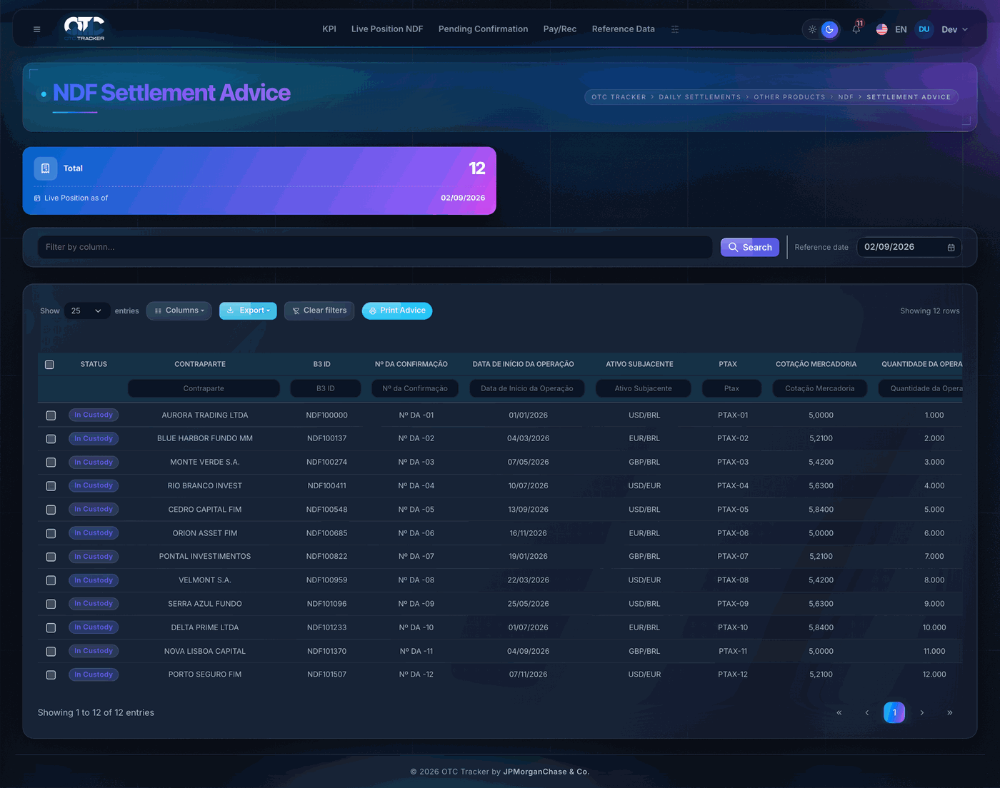 OTC TRACKER
KPI Live Position NDF Pending Confirmation Pay/Rec Reference Data 11 EN DU Dev
NDF Settlement Advice
OTC TRACKER > DAILY SETTLEMENTS > OTHER PRODUCTS > NDF > SETTLEMENT ADVICE
Total 12
Live Position as of 02/09/2026
Filter by column... Search Reference date 02/09/2026
Show 25 entries Columns Export Clear filters Print Advice Showing 12 rows
STATUS CONTRAPARTE B3 ID Nº DA CONFIRMAÇÃO DATA DE INÍCIO DA OPERAÇÃO ATIVO SUBJACENTE PTAX COTAÇÃO MERCADORIA QUANTIDADE DA OPERA
Contraparte B3 ID Nº da Confirmação Data de Início da Operação Ativo Subjacente Ptax Cotação Mercadoria Quantidade da Opera
In Custody AURORA TRADING LTDA NDF100000 Nº DA -01 01/01/2026 USD/BRL PTAX-01 5,0000 1.000
In Custody BLUE HARBOR FUNDO MM NDF100137 Nº DA -02 04/03/2026 EUR/BRL PTAX-02 5,2100 2.000
In Custody MONTE VERDE S.A. NDF100274 Nº DA -03 07/05/2026 GBP/BRL PTAX-03 5,4200 3.000
In Custody RIO BRANCO INVEST NDF100411 Nº DA -04 10/07/2026 USD/EUR PTAX-04 5,6300 4.000
In Custody CEDRO CAPITAL FIM NDF100548 Nº DA -05 13/09/2026 USD/BRL PTAX-05 5,8400 5.000
In Custody ORION ASSET FIM NDF100685 Nº DA -06 16/11/2026 EUR/BRL PTAX-06 5,0000 6.000
In Custody PONTAL INVESTIMENTOS NDF100822 Nº DA -07 19/01/2026 GBP/BRL PTAX-07 5,2100 7.000
In Custody VELMONT S.A. NDF100959 Nº DA -08 22/03/2026 USD/EUR PTAX-08 5,4200 8.000
In Custody SERRA AZUL FUNDO NDF101096 Nº DA -09 25/05/2026 USD/BRL PTAX-09 5,6300 9.000
In Custody DELTA PRIME LTDA NDF101233 Nº DA -10 01/07/2026 EUR/BRL PTAX-10 5,8400 10.000
In Custody NOVA LISBOA CAPITAL NDF101370 Nº DA -11 04/09/2026 GBP/BRL PTAX-11 5,0000 11.000
In Custody PORTO SEGURO FIM NDF101507 Nº DA -12 07/11/2026 USD/EUR PTAX-12 5,2100 12.000
Showing 1 to 12 of 12 entries « ‹ 1 › »
© 2026 OTC Tracker by JPMorganChase & Co.